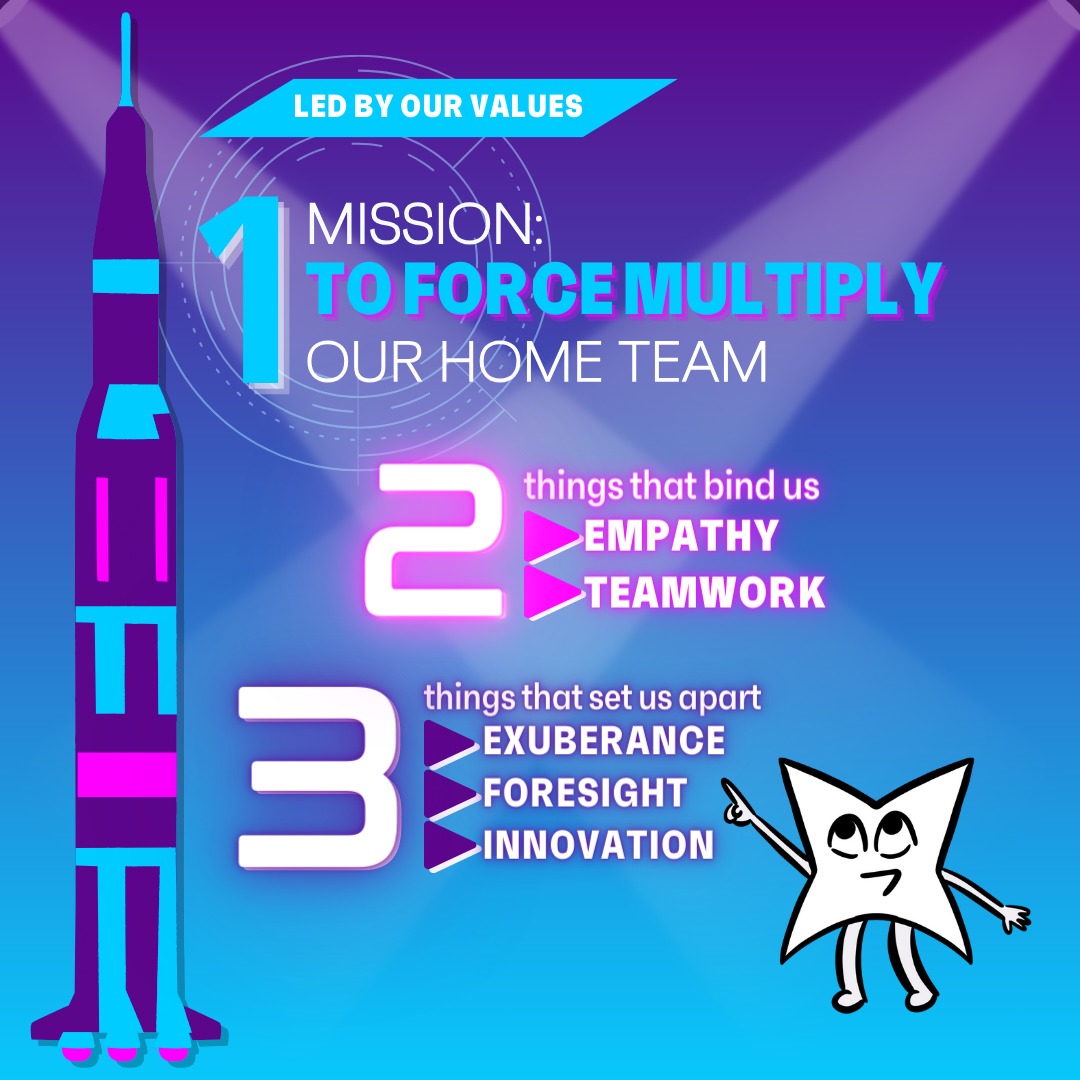 LED BY OUR VALUES
1 MISSION:
TO FORCE MULTIPLY
OUR HOME TEAM
2 things that bind us
EMPATHY
TEAMWORK
3 things that set us apart
EXUBERANCE
FORESIGHT
INNOVATION